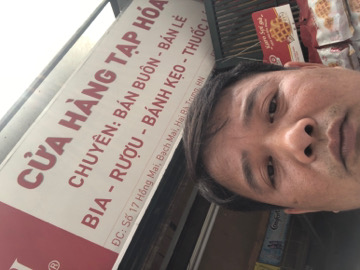 CỬA HÀNG TẠP HÓA
CHUYÊN: BÁN BUÔN - BÁN LẺ
BIA - RƯỢU - BÁNH KẸO - THUỐC L
ĐC: Số 17 Hồng Mai, Bạch Mai, Hai Bà Trưng, HN